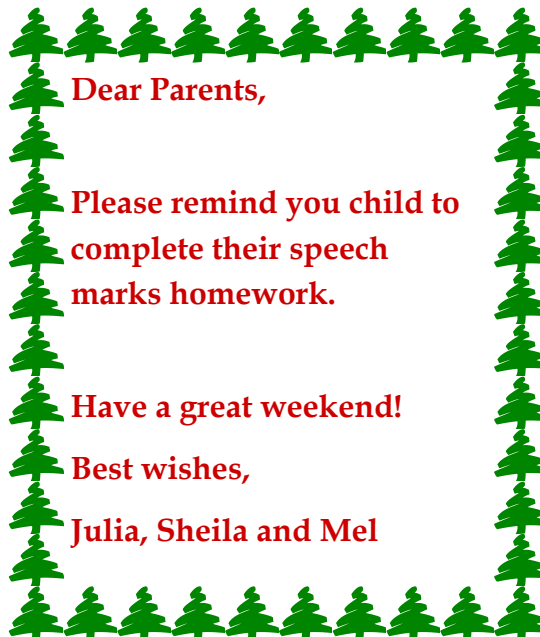 Dear Parents,
Please remind you child to
complete their speech
marks homework.
Have a great weekend!
Best wishes,
Julia, Sheila and Mel